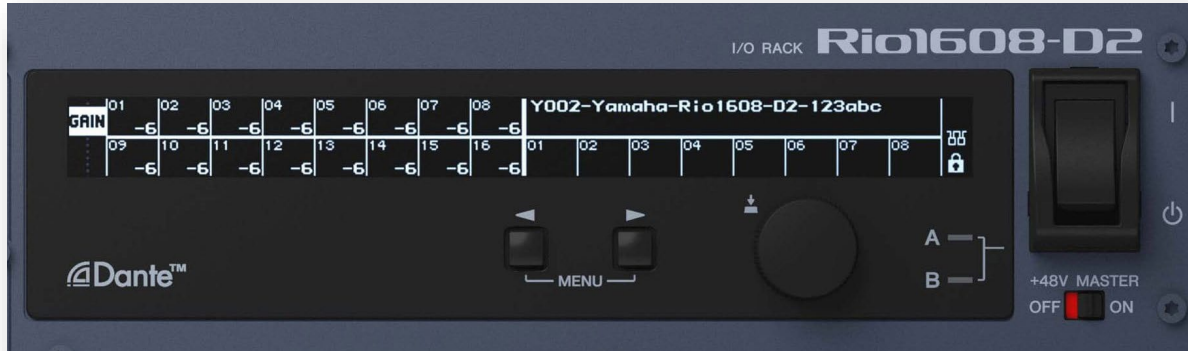 I/O RACK Rio1608-D2
GAIN
01 02 03 04 05 06 07 08
-6 -6 -6 -6 -6 -6 -6 -6
Y002-Yamaha-Rio1608-D2-123abc
09 10 11 12 13 14 15 16
-6 -6 -6 -6 -6 -6 -6 -6
01 02 03 04 05 06 07 08
Dante™
MENU
A
B
+48V MASTER
OFF ON